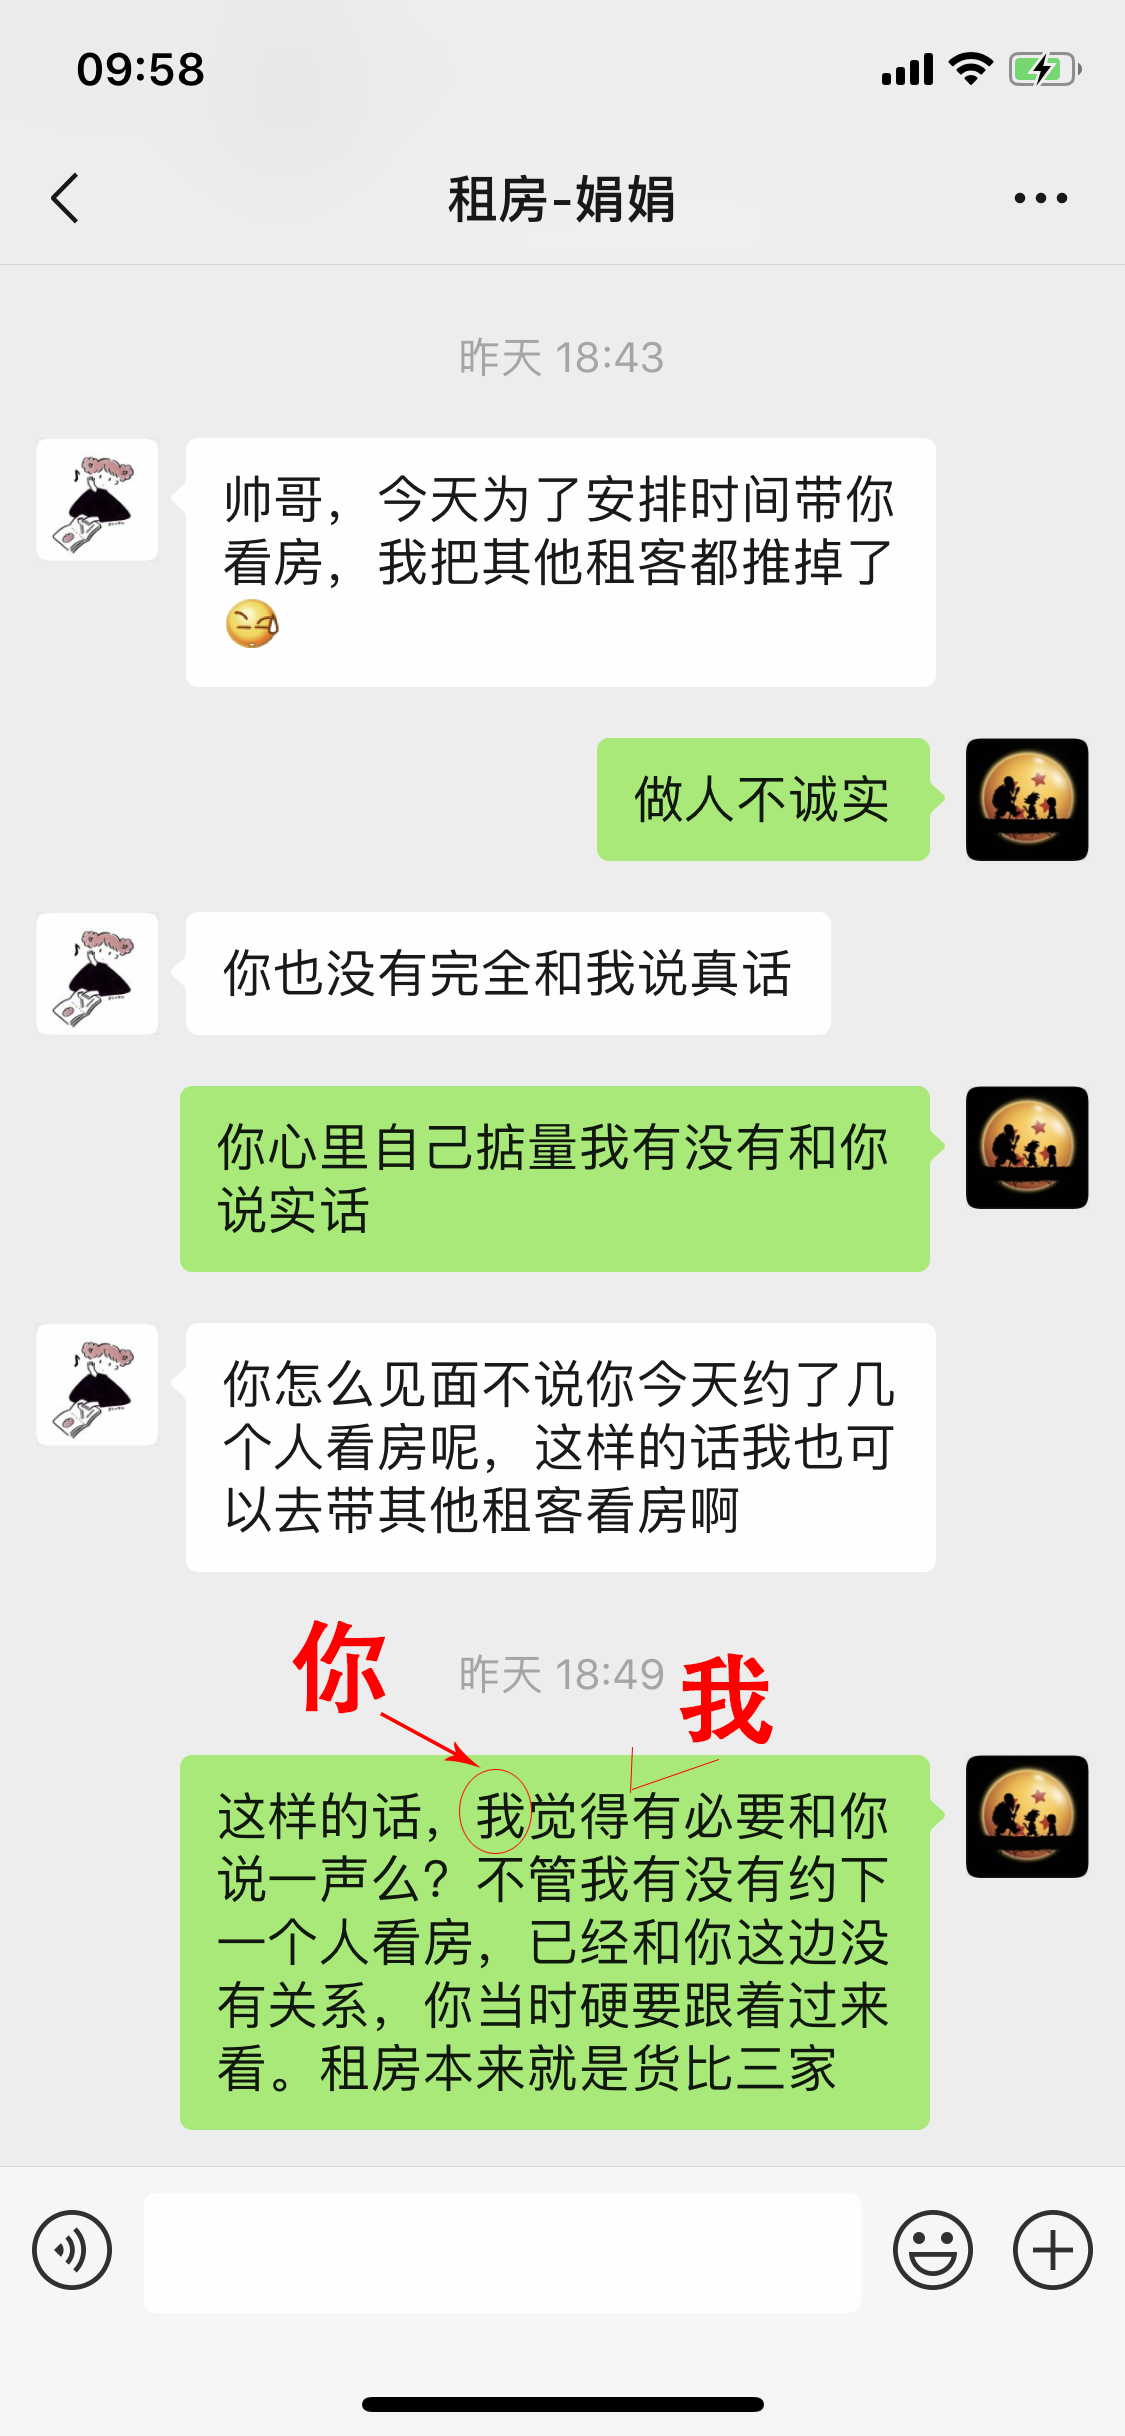 09:58
租房-娟娟
昨天 18:43
帅哥，今天为了安排时间带你
看房，我把其他租客都推掉了
做人不诚实
你也没有完全和我说真话
你心里自己掂量我有没有和你
说实话
你怎么见面不说你今天约了几
个人看房呢，这样的话我也可
以去带其他租客看房啊
你
昨天 18:49
我
这样的话，我觉得有必要和你
说一声么？不管我有没有约下
一个人看房，已经和你这边没
有关系，你当时硬要跟着过来
看。租房本来就是货比三家